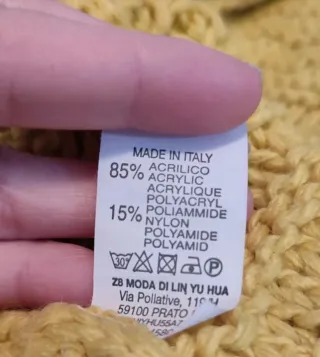 MADE IN ITALY
85% ACRILICO
ACRYLIC
ACRYLIQUE
POLYACRYL
15% POLIAMMIDE
NYLON
POLYAMIDE
POLYAMID
30
P
Z8 MODA DI LIN YU HUA
Via Poliative,
59100 PRATO